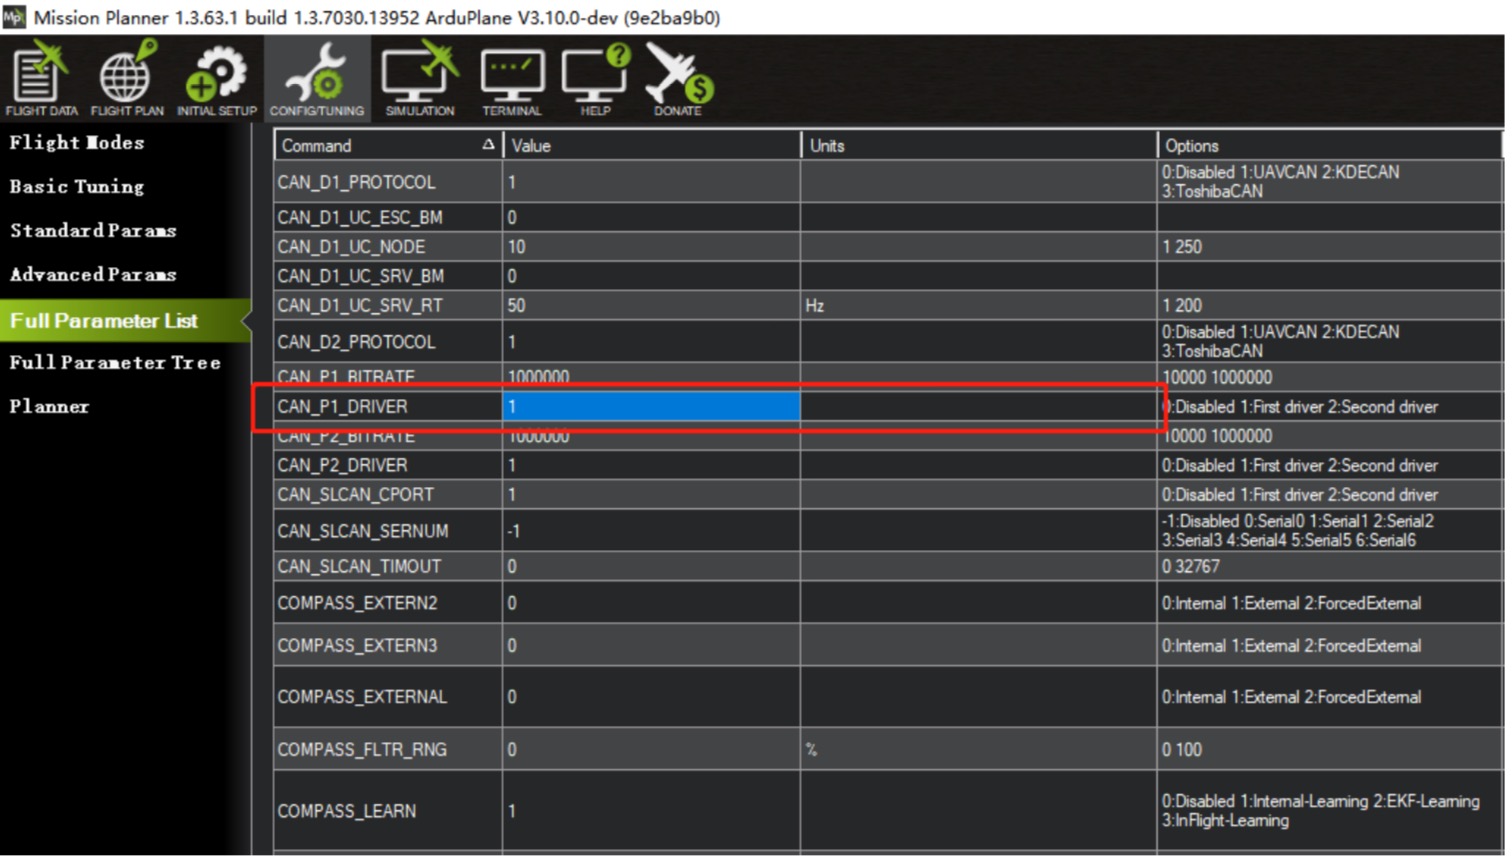 Mission Planner 1.3.63.1 build 1.3.7030.13952 ArduPlane V3.10.0-dev (9e2ba9b0)
FLIGHT DATA FLIGHT PLAN INITIAL SETUP CONFIG/TUNING SIMULATION TERMINAL HELP DONATE
Flight Modes
Basic Tuning
Standard Params
Advanced Params
Full Parameter List
Full Parameter Tree
Planner
Command Δ Value Units Options
CAN_D1_PROTOCOL 1 0:Disabled 1:UAVCAN 2:KDECAN
3:ToshibaCAN
CAN_D1_UC_ESC_BM 0
CAN_D1_UC_NODE 10 1 250
CAN_D1_UC_SRV_BM 0
CAN_D1_UC_SRV_RT 50 Hz 1 200
CAN_D2_PROTOCOL 1 0:Disabled 1:UAVCAN 2:KDECAN
3:ToshibaCAN
CAN_P1_BITRATE 1000000 10000 1000000
CAN_P1_DRIVER 1 0:Disabled 1:First driver 2:Second driver
CAN_P2_BITRATE 1000000 10000 1000000
CAN_P2_DRIVER 1 0:Disabled 1:First driver 2:Second driver
CAN_SLCAN_CPORT 1 0:Disabled 1:First driver 2:Second driver
CAN_SLCAN_SERNUM -1 -1:Disabled 0:Serial0 1:Serial1 2:Serial2
3:Serial3 4:Serial4 5:Serial5 6:Serial6
CAN_SLCAN_TIMOUT 0 0 32767
COMPASS_EXTERN2 0 0:Internal 1:External 2:ForcedExternal
COMPASS_EXTERN3 0 0:Internal 1:External 2:ForcedExternal
COMPASS_EXTERNAL 0 0:Internal 1:External 2:ForcedExternal
COMPASS_FLTR_RNG 0 % 0 100
COMPASS_LEARN 1 0:Disabled 1:Internal-Learning 2:EKF-Learning
3:InFlight-Learning